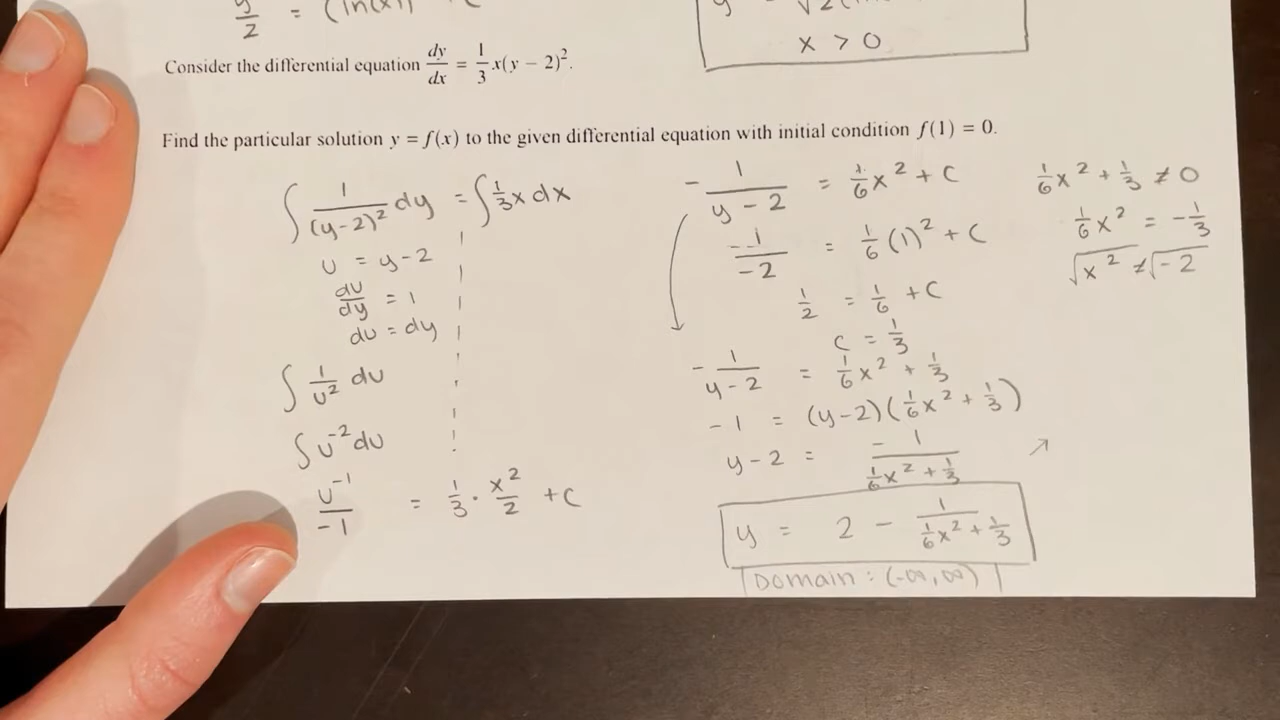 y/2 = (ln(x))
y √2(
x > 0
Consider the differential equation dy/dx = 1/3 x(y − 2)².
Find the particular solution y = f(x) to the given differential equation with initial condition f(1) = 0.
∫ 1/(y-2)² dy = ∫ 1/3 x dx
u = y-2
du/dy = 1
du = dy
∫ 1/u² du
∫ u⁻² du
u⁻¹/-1 = 1/3 · x²/2 + C
- 1/(y - 2) = 1/6 x² + C
-1/-2 = 1/6 (1)² + C
1/2 = 1/6 + C
C = 1/3
- 1/(y-2) = 1/6 x² + 1/3
-1 = (y-2)(1/6 x² + 1/3)
y-2 = -1/(1/6 x² + 1/3)
y = 2 - 1/(1/6 x² + 1/3)
DOMAIN: (-∞, ∞)
1/6 x² + 1/3 ≠ 0
1/6 x² = -1/3
√x² ≠ √-2